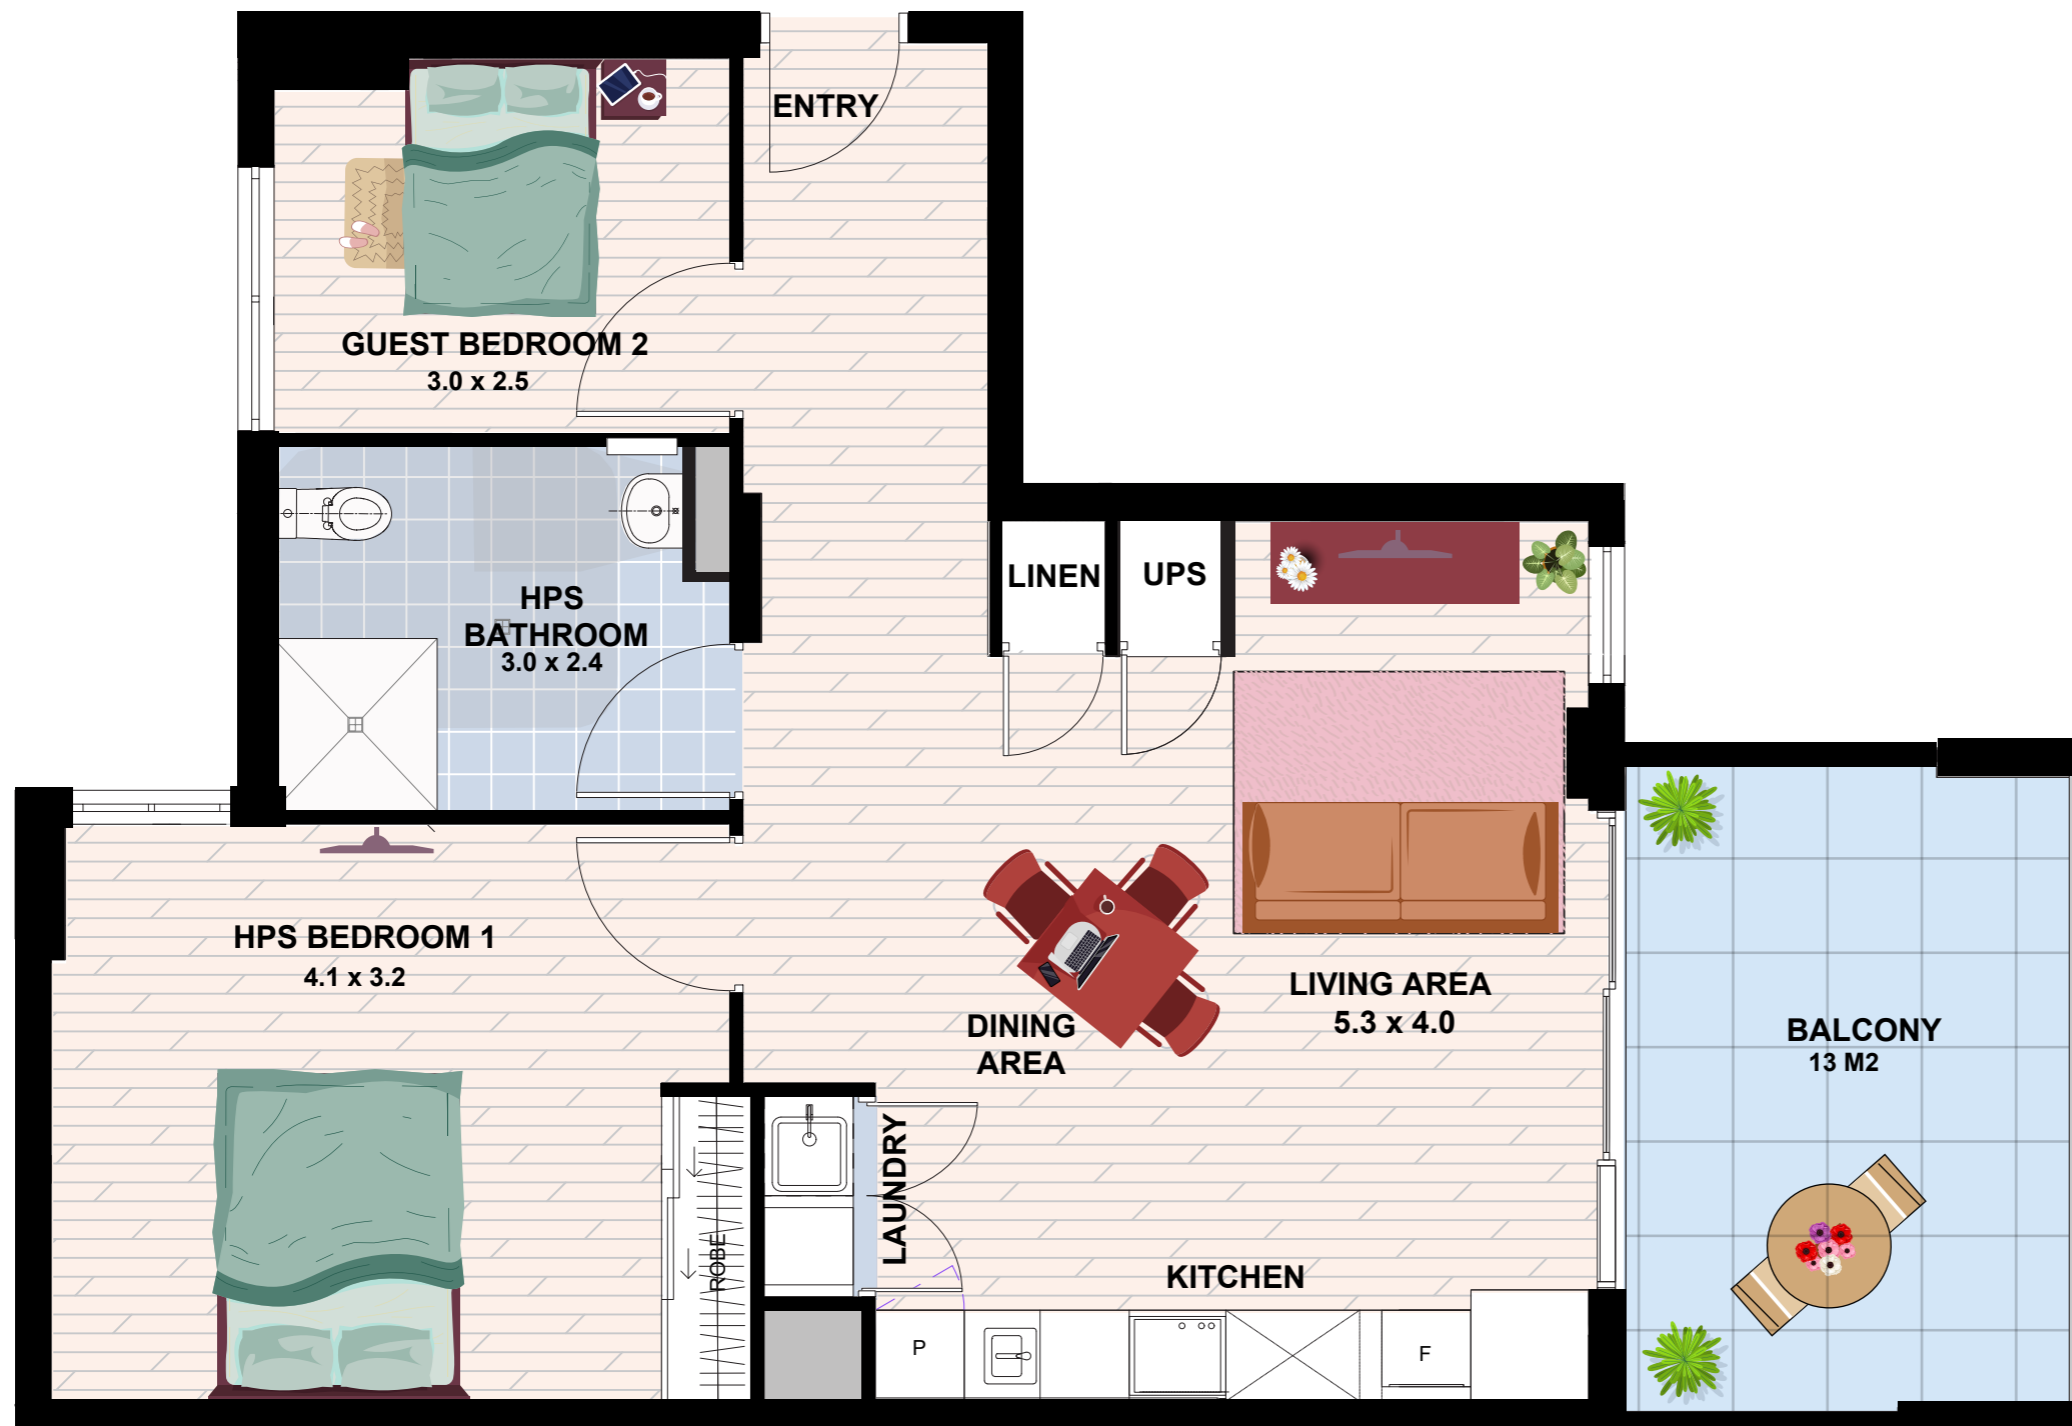 ENTRY
GUEST BEDROOM 2
3.0 x 2.5
LINEN
UPS
HPS
BATHROOM
3.0 x 2.4
HPS BEDROOM 1
4.1 x 3.2
LIVING AREA
5.3 x 4.0
DINING
AREA
BALCONY
13 M2
LAUNDRY
ROBE
KITCHEN
P
F